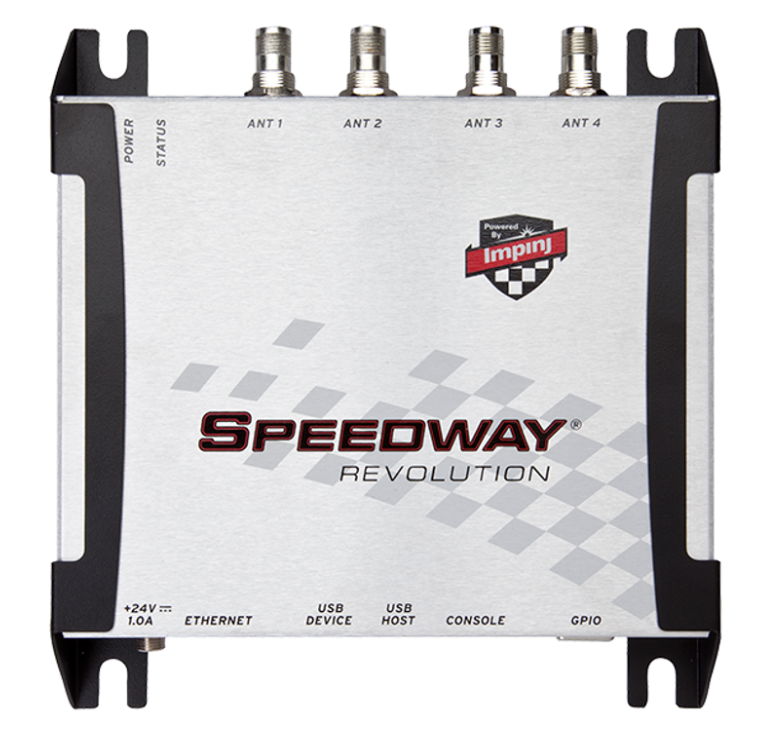 ANT 1
ANT 2
ANT 3
ANT 4
POWER
STATUS
Powered
By
Impinj
SPEEDWAY®
REVOLUTION
+24V ⎓
1.0A
ETHERNET
USB
DEVICE
USB
HOST
CONSOLE
GPIO